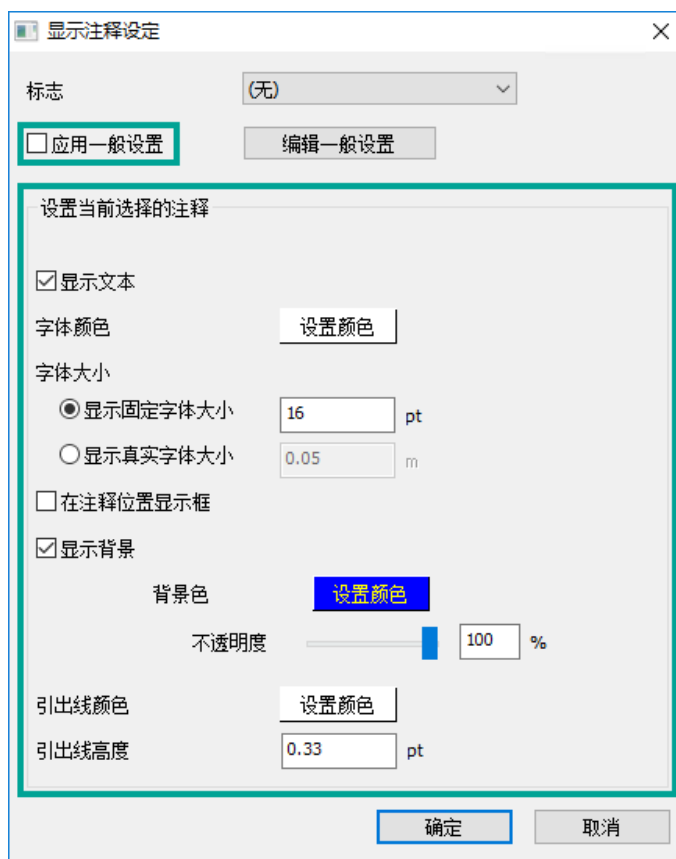 显示注释设定
标志 (无)
应用一般设置 编辑一般设置
设置当前选择的注释
显示文本
字体颜色 设置颜色
字体大小
显示固定字体大小 16 pt
显示真实字体大小 0.05 m
在注释位置显示框
显示背景
背景色 设置颜色
不透明度 100 %
引出线颜色 设置颜色
引出线高度 0.33 pt
确定 取消